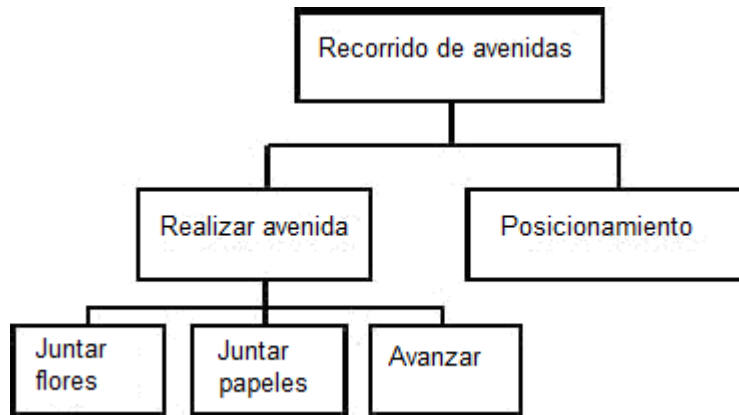 Recorrido de avenidas
Realizar avenida
Posicionamiento
Juntar
flores
Juntar
papeles
Avanzar